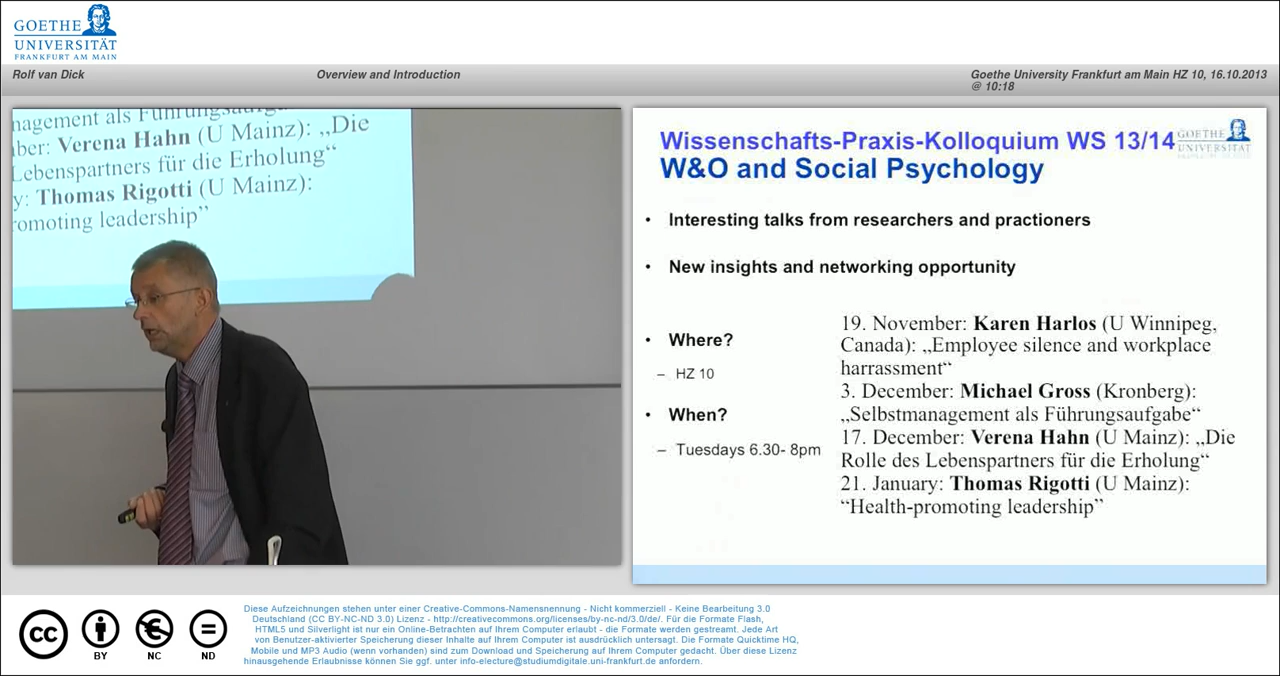 GOETHE
UNIVERSITÄT
FRANKFURT AM MAIN
Rolf van Dick
Overview and Introduction
Goethe University Frankfurt am Main HZ 10, 16.10.2013
@ 10:18
nagement als Führungsaufga
ber: Verena Hahn (U Mainz): „Die
Lebenspartners für die Erholung“
y: Thomas Rigotti (U Mainz):
romoting leadership”
Wissenschafts-Praxis-Kolloquium WS 13/14
GOETHE
UNIVERSITÄT
W&O and Social Psychology
• Interesting talks from researchers and practioners
• New insights and networking opportunity
• Where?
– HZ 10
• When?
– Tuesdays 6.30- 8pm
19. November: Karen Harlos (U Winnipeg,
Canada): „Employee silence and workplace
harrassment“
3. December: Michael Gross (Kronberg):
„Selbstmanagement als Führungsaufgabe“
17. December: Verena Hahn (U Mainz): „Die
Rolle des Lebenspartners für die Erholung“
21. January: Thomas Rigotti (U Mainz):
“Health-promoting leadership”
cc
BY
NC
ND
Diese Aufzeichnungen stehen unter einer Creative-Commons-Namensnennung - Nicht kommerziell - Keine Bearbeitung 3.0
Deutschland (CC BY-NC-ND 3.0) Lizenz - http://creativecommons.org/licenses/by-nc-nd/3.0/de/. Für die Formate Flash,
HTML5 und Silverlight ist nur ein Online-Betrachten auf Ihrem Computer erlaubt - die Formate werden gestreamt. Jede Art
von Benutzer-aktivierter Speicherung dieser Inhalte auf Ihrem Computer ist ausdrücklich untersagt. Die Formate Quicktime HQ,
Mobile und MP3 Audio (wenn vorhanden) sind zum Download und Speicherung auf Ihrem Computer gedacht. Über diese Lizenz
hinausgehende Erlaubnisse können Sie ggf. unter info-electure@studiumdigitale.uni-frankfurt.de anfordern.